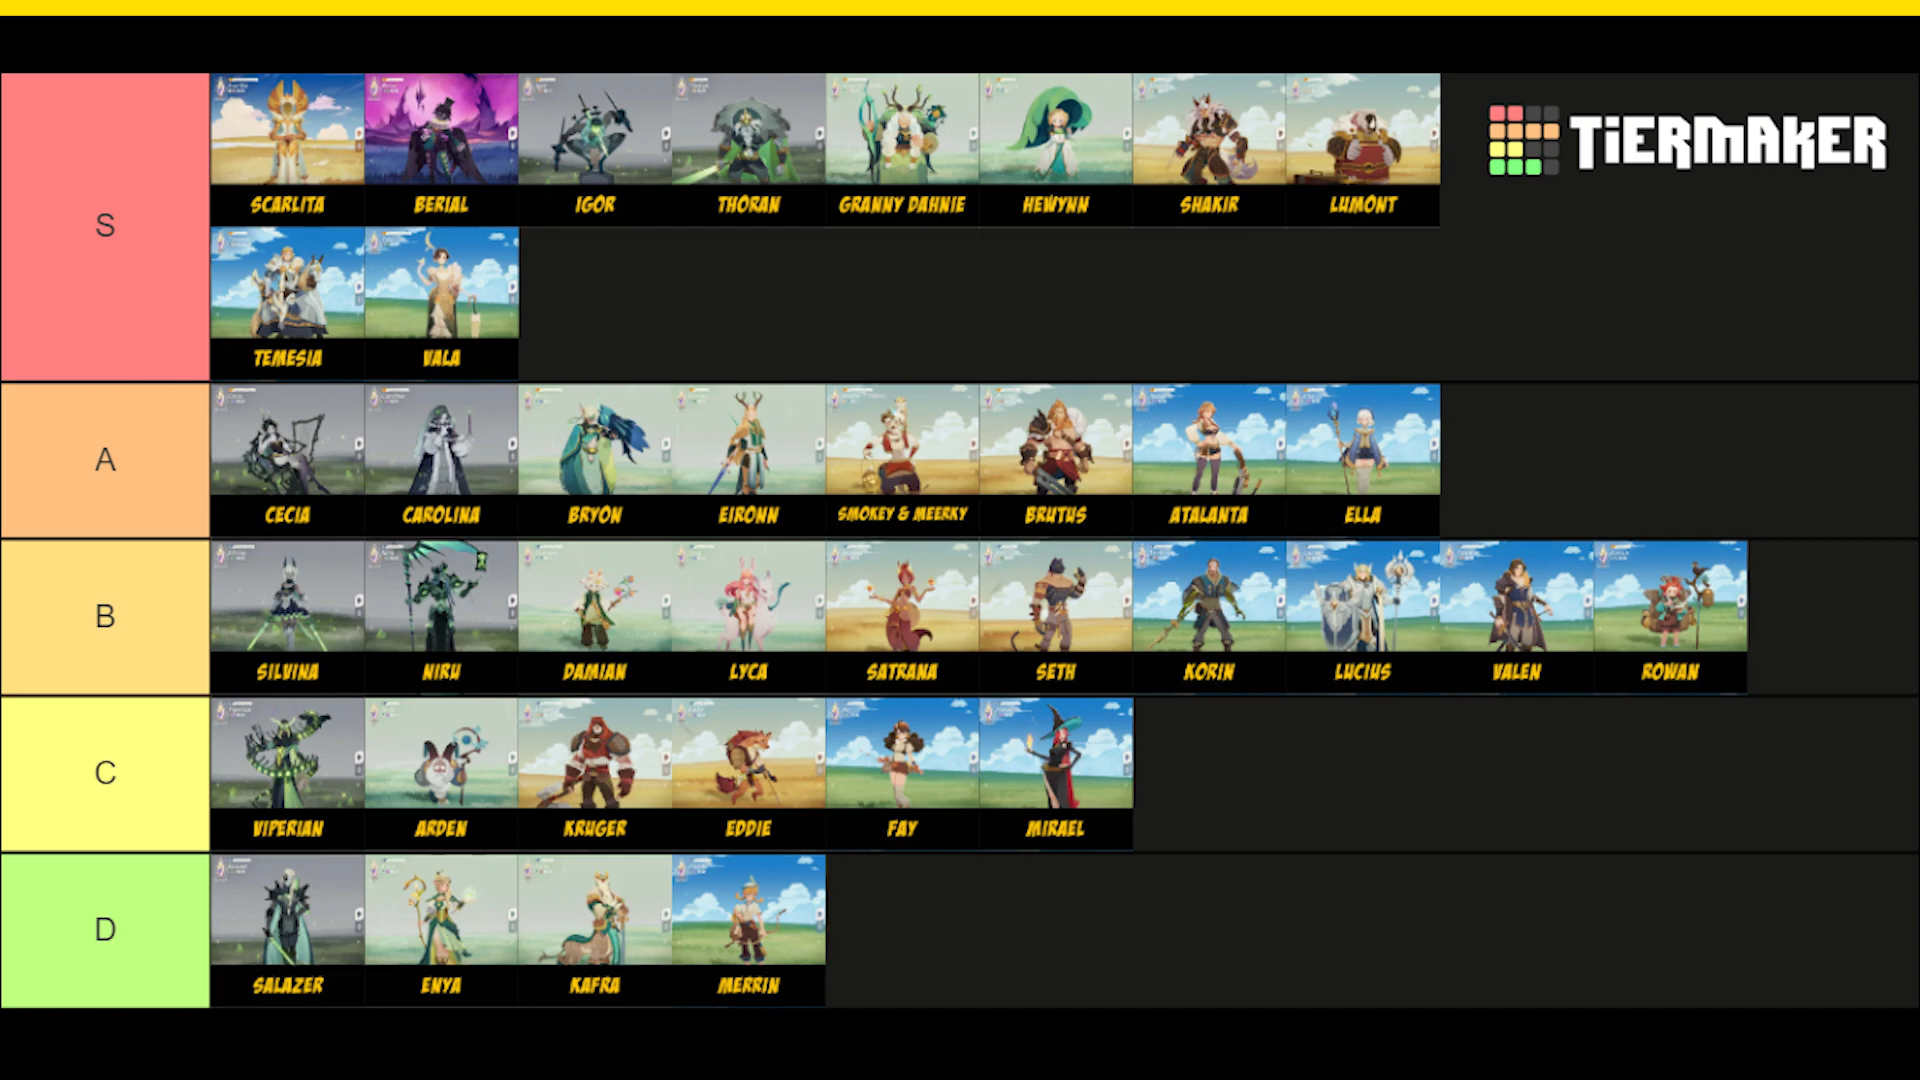 S
SCARLITA
BERIAL
IGOR
THORAN
GRANNY DAHNIE
HEWYNN
SHAKIR
LUMONT
TIERMAKER
TEMESIA
VALA
A
CECIA
CAROLINA
BRYON
EIRONN
SMOKEY & MEERKY
BRUTUS
ATALANTA
ELLA
B
SILVINA
NIRU
DAMIAN
LYCA
SATRANA
SETH
KORIN
LUCIUS
VALEN
ROWAN
C
VIPERIAN
ARDEN
KRUGER
EDDIE
FAY
MIRAEL
D
SALAZER
ENYA
KAFRA
MERRIN